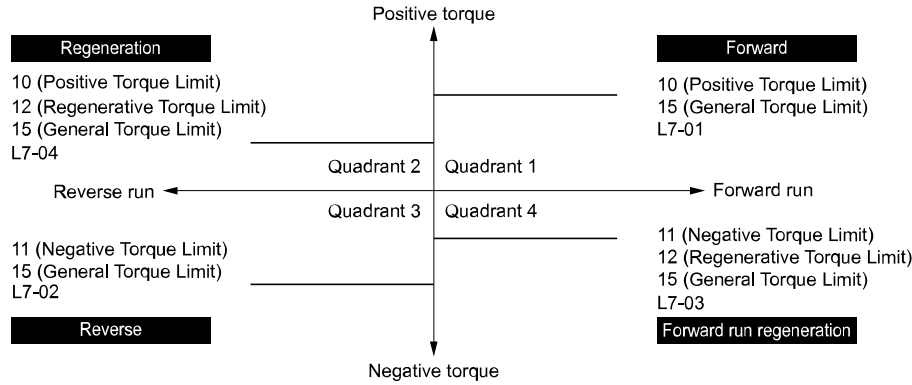 Positive torque
Regeneration
10 (Positive Torque Limit)
12 (Regenerative Torque Limit)
15 (General Torque Limit)
L7-04
Forward
10 (Positive Torque Limit)
15 (General Torque Limit)
L7-01
Quadrant 2
Quadrant 1
Reverse run
Forward run
Quadrant 3
Quadrant 4
11 (Negative Torque Limit)
15 (General Torque Limit)
L7-02
Reverse
11 (Negative Torque Limit)
12 (Regenerative Torque Limit)
15 (General Torque Limit)
L7-03
Forward run regeneration
Negative torque